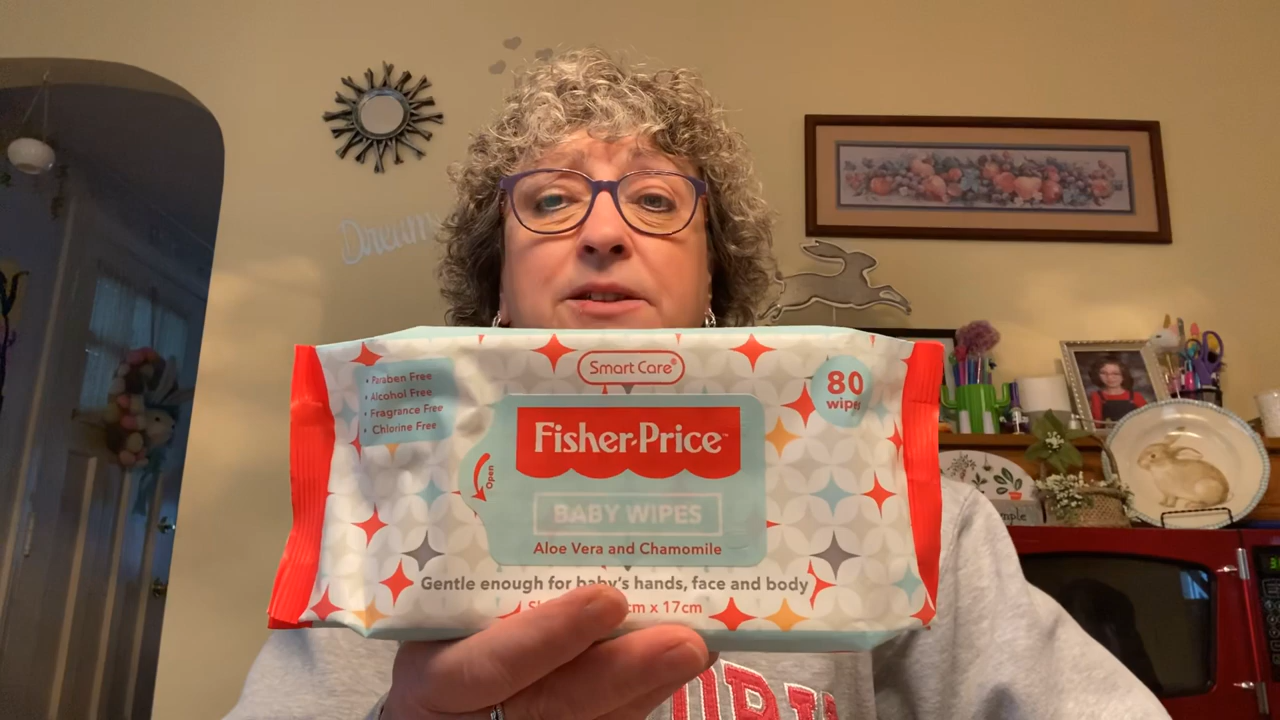 Dream
Smart Care®
• Paraben Free
• Alcohol Free
• Fragrance Free
• Chlorine Free
80
wipes
Fisher-Price™
Open
BABY WIPES
Aloe Vera and Chamomile
Gentle enough for baby's hands, face and body
cm x 17cm